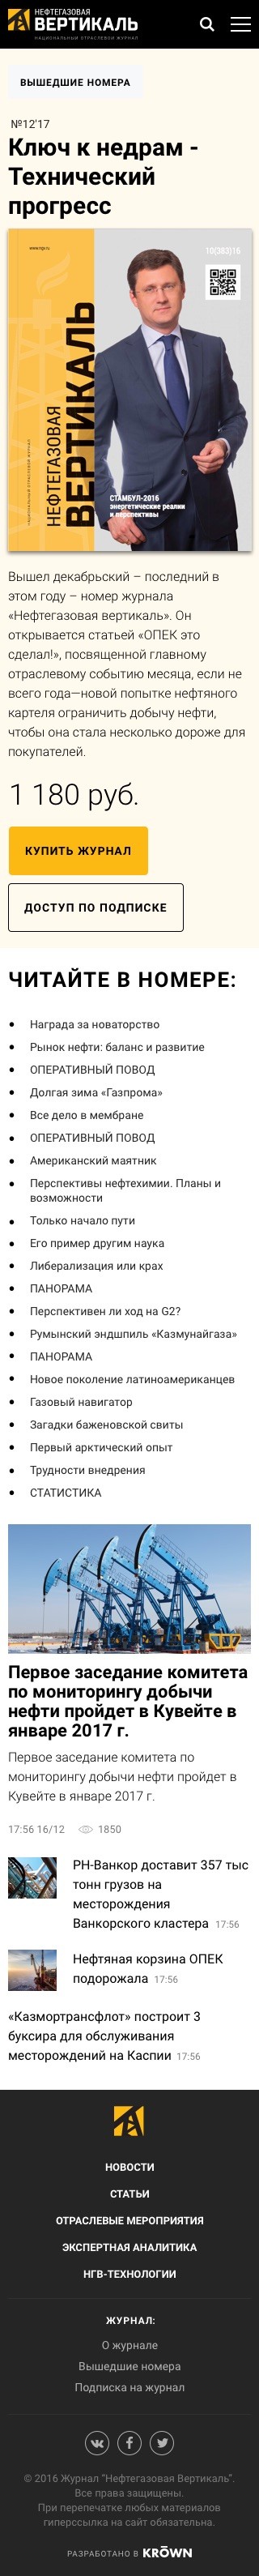 НЕФТЕГАЗОВАЯ
ВЕРТИКАЛЬ
НАЦИОНАЛЬНЫЙ ОТРАСЛЕВОЙ ЖУРНАЛ
ВЫШЕДШИЕ НОМЕРА
№12'17
Ключ к недрам -
Технический
прогресс
www.ngv.ru
10(383)16
НАЦИОНАЛЬНЫЙ ОТРАСЛЕВОЙ ЖУРНАЛ
НЕФТЕГАЗОВАЯ
ВЕРТИКАЛЬ
СТАМБУЛ-2016
энергетические реалии
и перспективы
Вышел декабрьский – последний в
этом году – номер журнала
«Нефтегазовая вертикаль». Он
открывается статьей «ОПЕК это
сделал!», посвященной главному
отраслевому событию месяца, если не
всего года—новой попытке нефтяного
картеля ограничить добычу нефти,
чтобы она стала несколько дороже для
покупателей.
1 180 руб.
КУПИТЬ ЖУРНАЛ
ДОСТУП ПО ПОДПИСКЕ
ЧИТАЙТЕ В НОМЕРЕ:
• Награда за новаторство
• Рынок нефти: баланс и развитие
• ОПЕРАТИВНЫЙ ПОВОД
• Долгая зима «Газпрома»
• Все дело в мембране
• ОПЕРАТИВНЫЙ ПОВОД
• Американский маятник
• Перспективы нефтехимии. Планы и
возможности
• Только начало пути
• Его пример другим наука
• Либерализация или крах
• ПАНОРАМА
• Перспективен ли ход на G2?
• Румынский эндшпиль «Казмунайгаза»
• ПАНОРАМА
• Новое поколение латиноамериканцев
• Газовый навигатор
• Загадки баженовской свиты
• Первый арктический опыт
• Трудности внедрения
• СТАТИСТИКА
Первое заседание комитета
по мониторингу добычи
нефти пройдет в Кувейте в
январе 2017 г.
Первое заседание комитета по
мониторингу добычи нефти пройдет в
Кувейте в январе 2017 г.
17:56 16/12 1850
РН-Ванкор доставит 357 тыс
тонн грузов на
месторождения
Ванкорского кластера 17:56
Нефтяная корзина ОПЕК
подорожала 17:56
«Казмортрансфлот» построит 3
буксира для обслуживания
месторождений на Каспии 17:56
НОВОСТИ
СТАТЬИ
ОТРАСЛЕВЫЕ МЕРОПРИЯТИЯ
ЭКСПЕРТНАЯ АНАЛИТИКА
НГВ-ТЕХНОЛОГИИ
ЖУРНАЛ:
О журнале
Вышедшие номера
Подписка на журнал
© 2016 Журнал "Нефтегазовая Вертикаль".
Все права защищены.
При перепечатке любых материалов
гиперссылка на сайт обязательна.
РАЗРАБОТАНО В KRŌWN